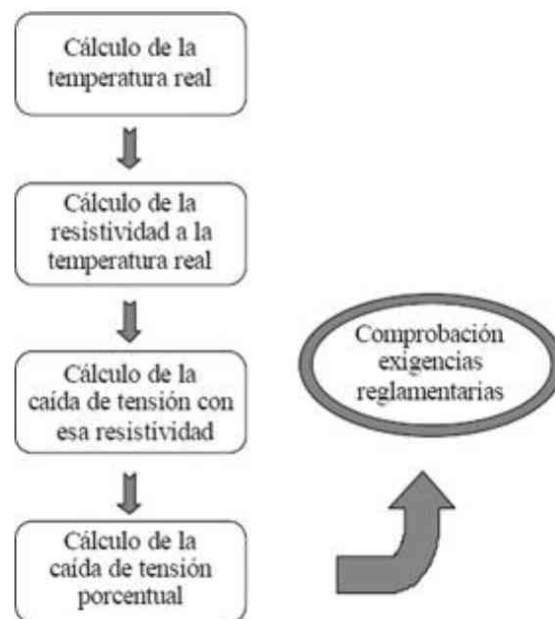 Cálculo de la
temperatura real
Cálculo de la
resistividad a la
temperatura real
Cálculo de la
caída de tensión con
esa resistividad
Cálculo de la
caída de tensión
porcentual
Comprobación
exigencias
reglamentarias